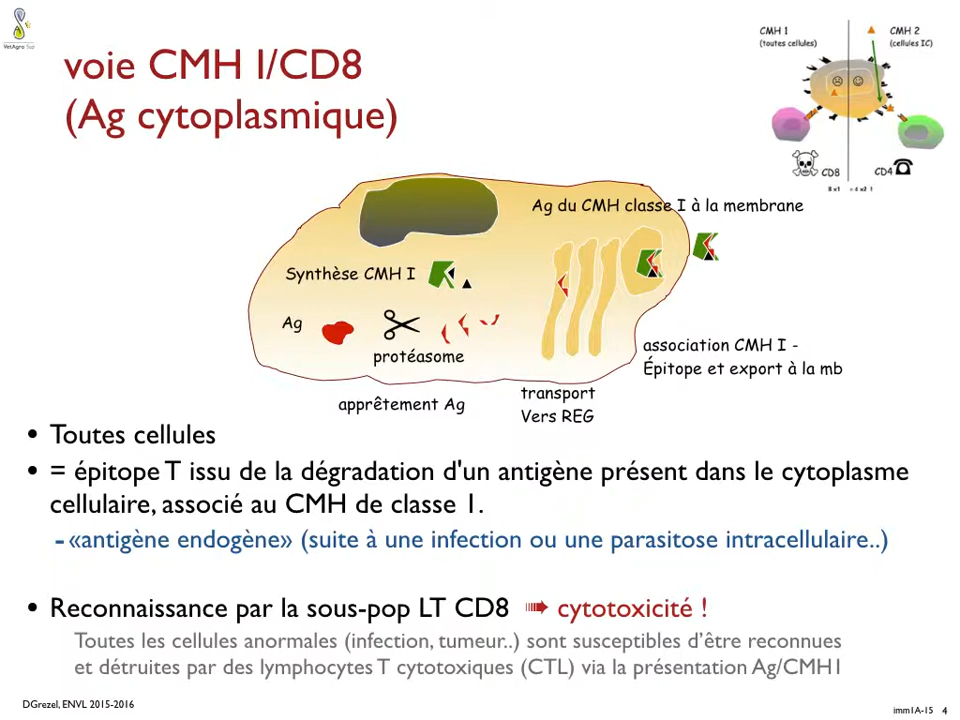 VetAgro Sup
voie CMH I/CD8
(Ag cytoplasmique)
CMH 1
(toutes cellules)
CMH 2
(cellules IC)
CD8
CD4
Ag du CMH classe I à la membrane
Synthèse CMH I
Ag
protéasome
association CMH I -
Épitope et export à la mb
apprêtement Ag
transport
Vers REG
• Toutes cellules
• = épitope T issu de la dégradation d'un antigène présent dans le cytoplasme
cellulaire, associé au CMH de classe 1.
- «antigène endogène» (suite à une infection ou une parasitose intracellulaire..)
• Reconnaissance par la sous-pop LT CD8 ➠ cytotoxicité !
Toutes les cellules anormales (infection, tumeur..) sont susceptibles d’être reconnues
et détruites par des lymphocytes T cytotoxiques (CTL) via la présentation Ag/CMH1
DGrezel, ENVL 2015-2016
imm1A-15 4